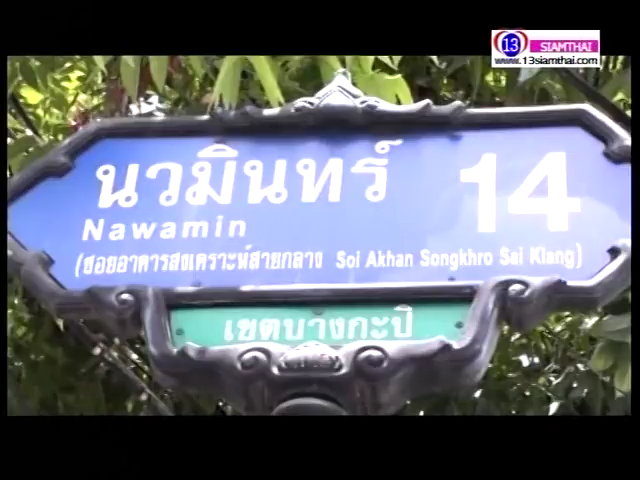 13 SIAMTHAI
www.13siamthai.com
นวมินทร์ 14
Nawamin
(ซอยอาคารสงเคราะห์สายกลาง Soi Akhan Songkhro Sai Klang)
เขตบางกะปิ